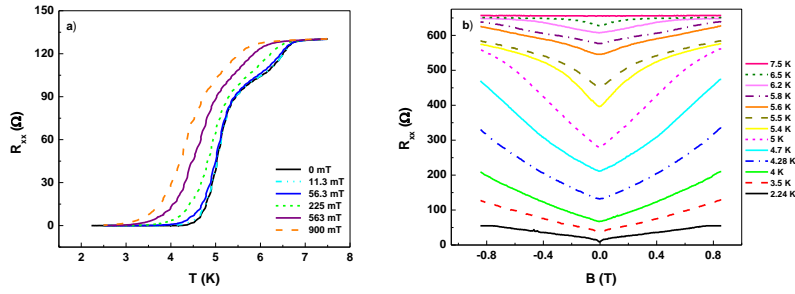 a)
150
120
90
60
30
0
R_xx (Ω)
2 3 4 5 6 7 8
T (K)
0 mT
11.3 mT
56.3 mT
225 mT
563 mT
900 mT
b)
600
500
400
300
200
100
0
R_xx (Ω)
-0.8 -0.4 0.0 0.4 0.8
B (T)
7.5 K
6.5 K
6.2 K
5.8 K
5.6 K
5.5 K
5.4 K
5 K
4.7 K
4.28 K
4 K
3.5 K
2.24 K